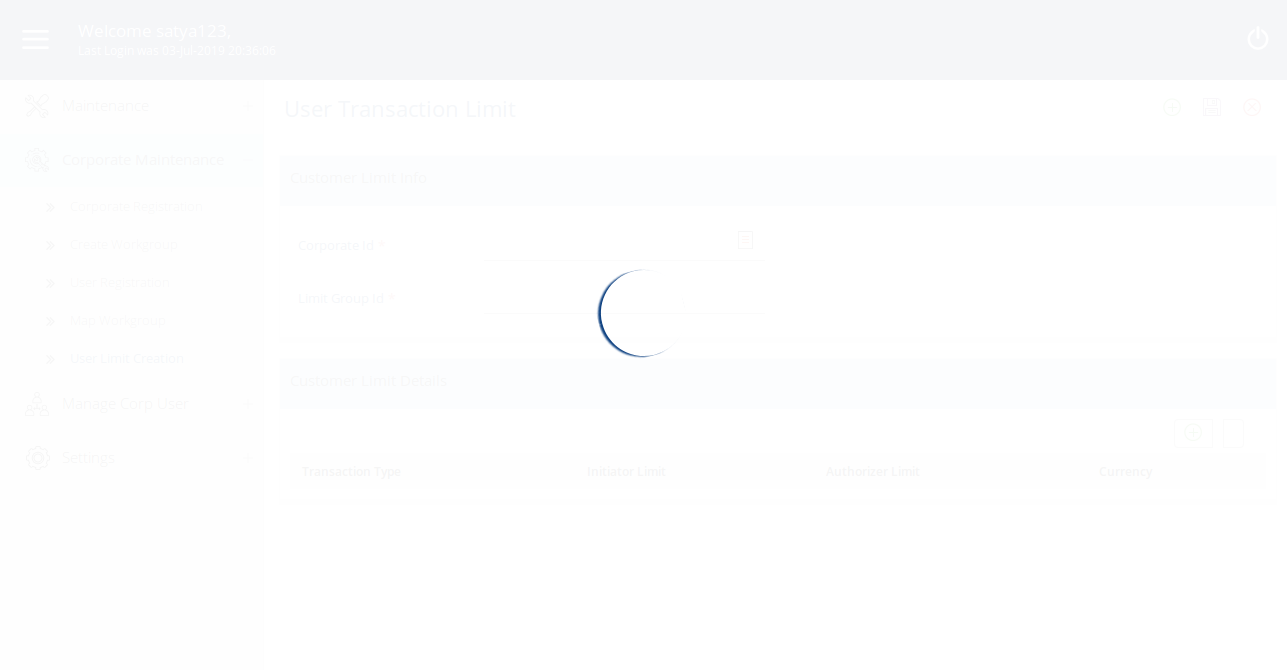 Welcome satya123,
Last Login was 03-Jul-2019 20:36:05
Maintenance
Corporate Maintenance
Corporate Registration
Create Workgroup
User Registration
Map Workgroup
User Limit Creation
Manage Corp User
Settings
User Transaction Limit
Customer Limit Info
Corporate Id *
Limit Group Id *
Customer Limit Details
Transaction Type Initiator Limit Authorizer Limit Currency